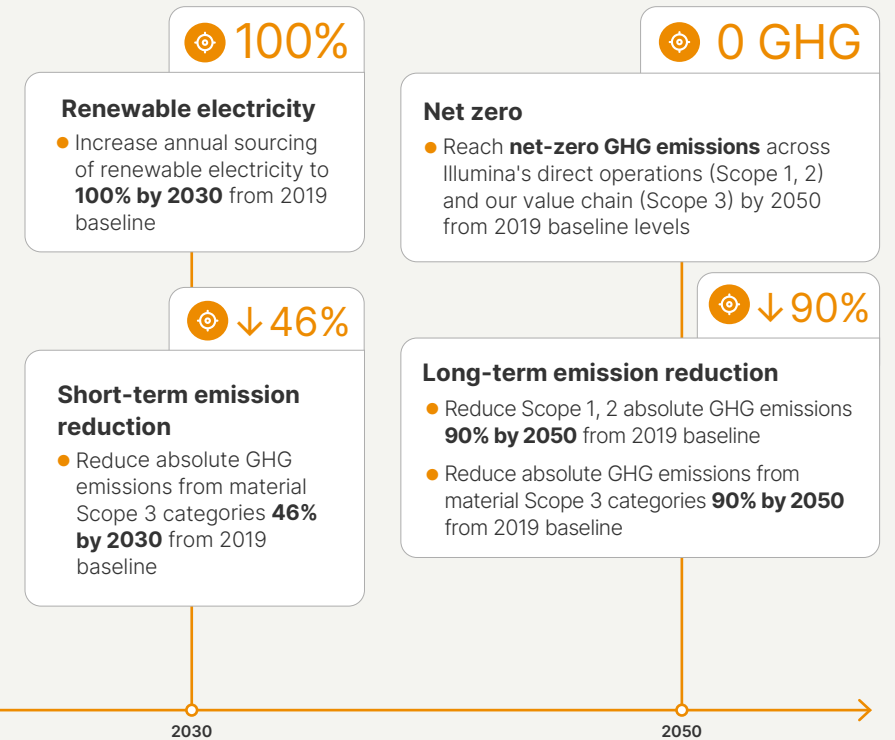 100%
Renewable electricity
Increase annual sourcing
of renewable electricity to
100% by 2030 from 2019
baseline
↓46%
Short-term emission
reduction
Reduce absolute GHG
emissions from material
Scope 3 categories 46%
by 2030 from 2019
baseline
0 GHG
Net zero
Reach net-zero GHG emissions across
Illumina's direct operations (Scope 1, 2)
and our value chain (Scope 3) by 2050
from 2019 baseline levels
↓90%
Long-term emission reduction
Reduce Scope 1, 2 absolute GHG emissions
90% by 2050 from 2019 baseline
Reduce absolute GHG emissions from
material Scope 3 categories 90% by 2050
from 2019 baseline
2030
2050